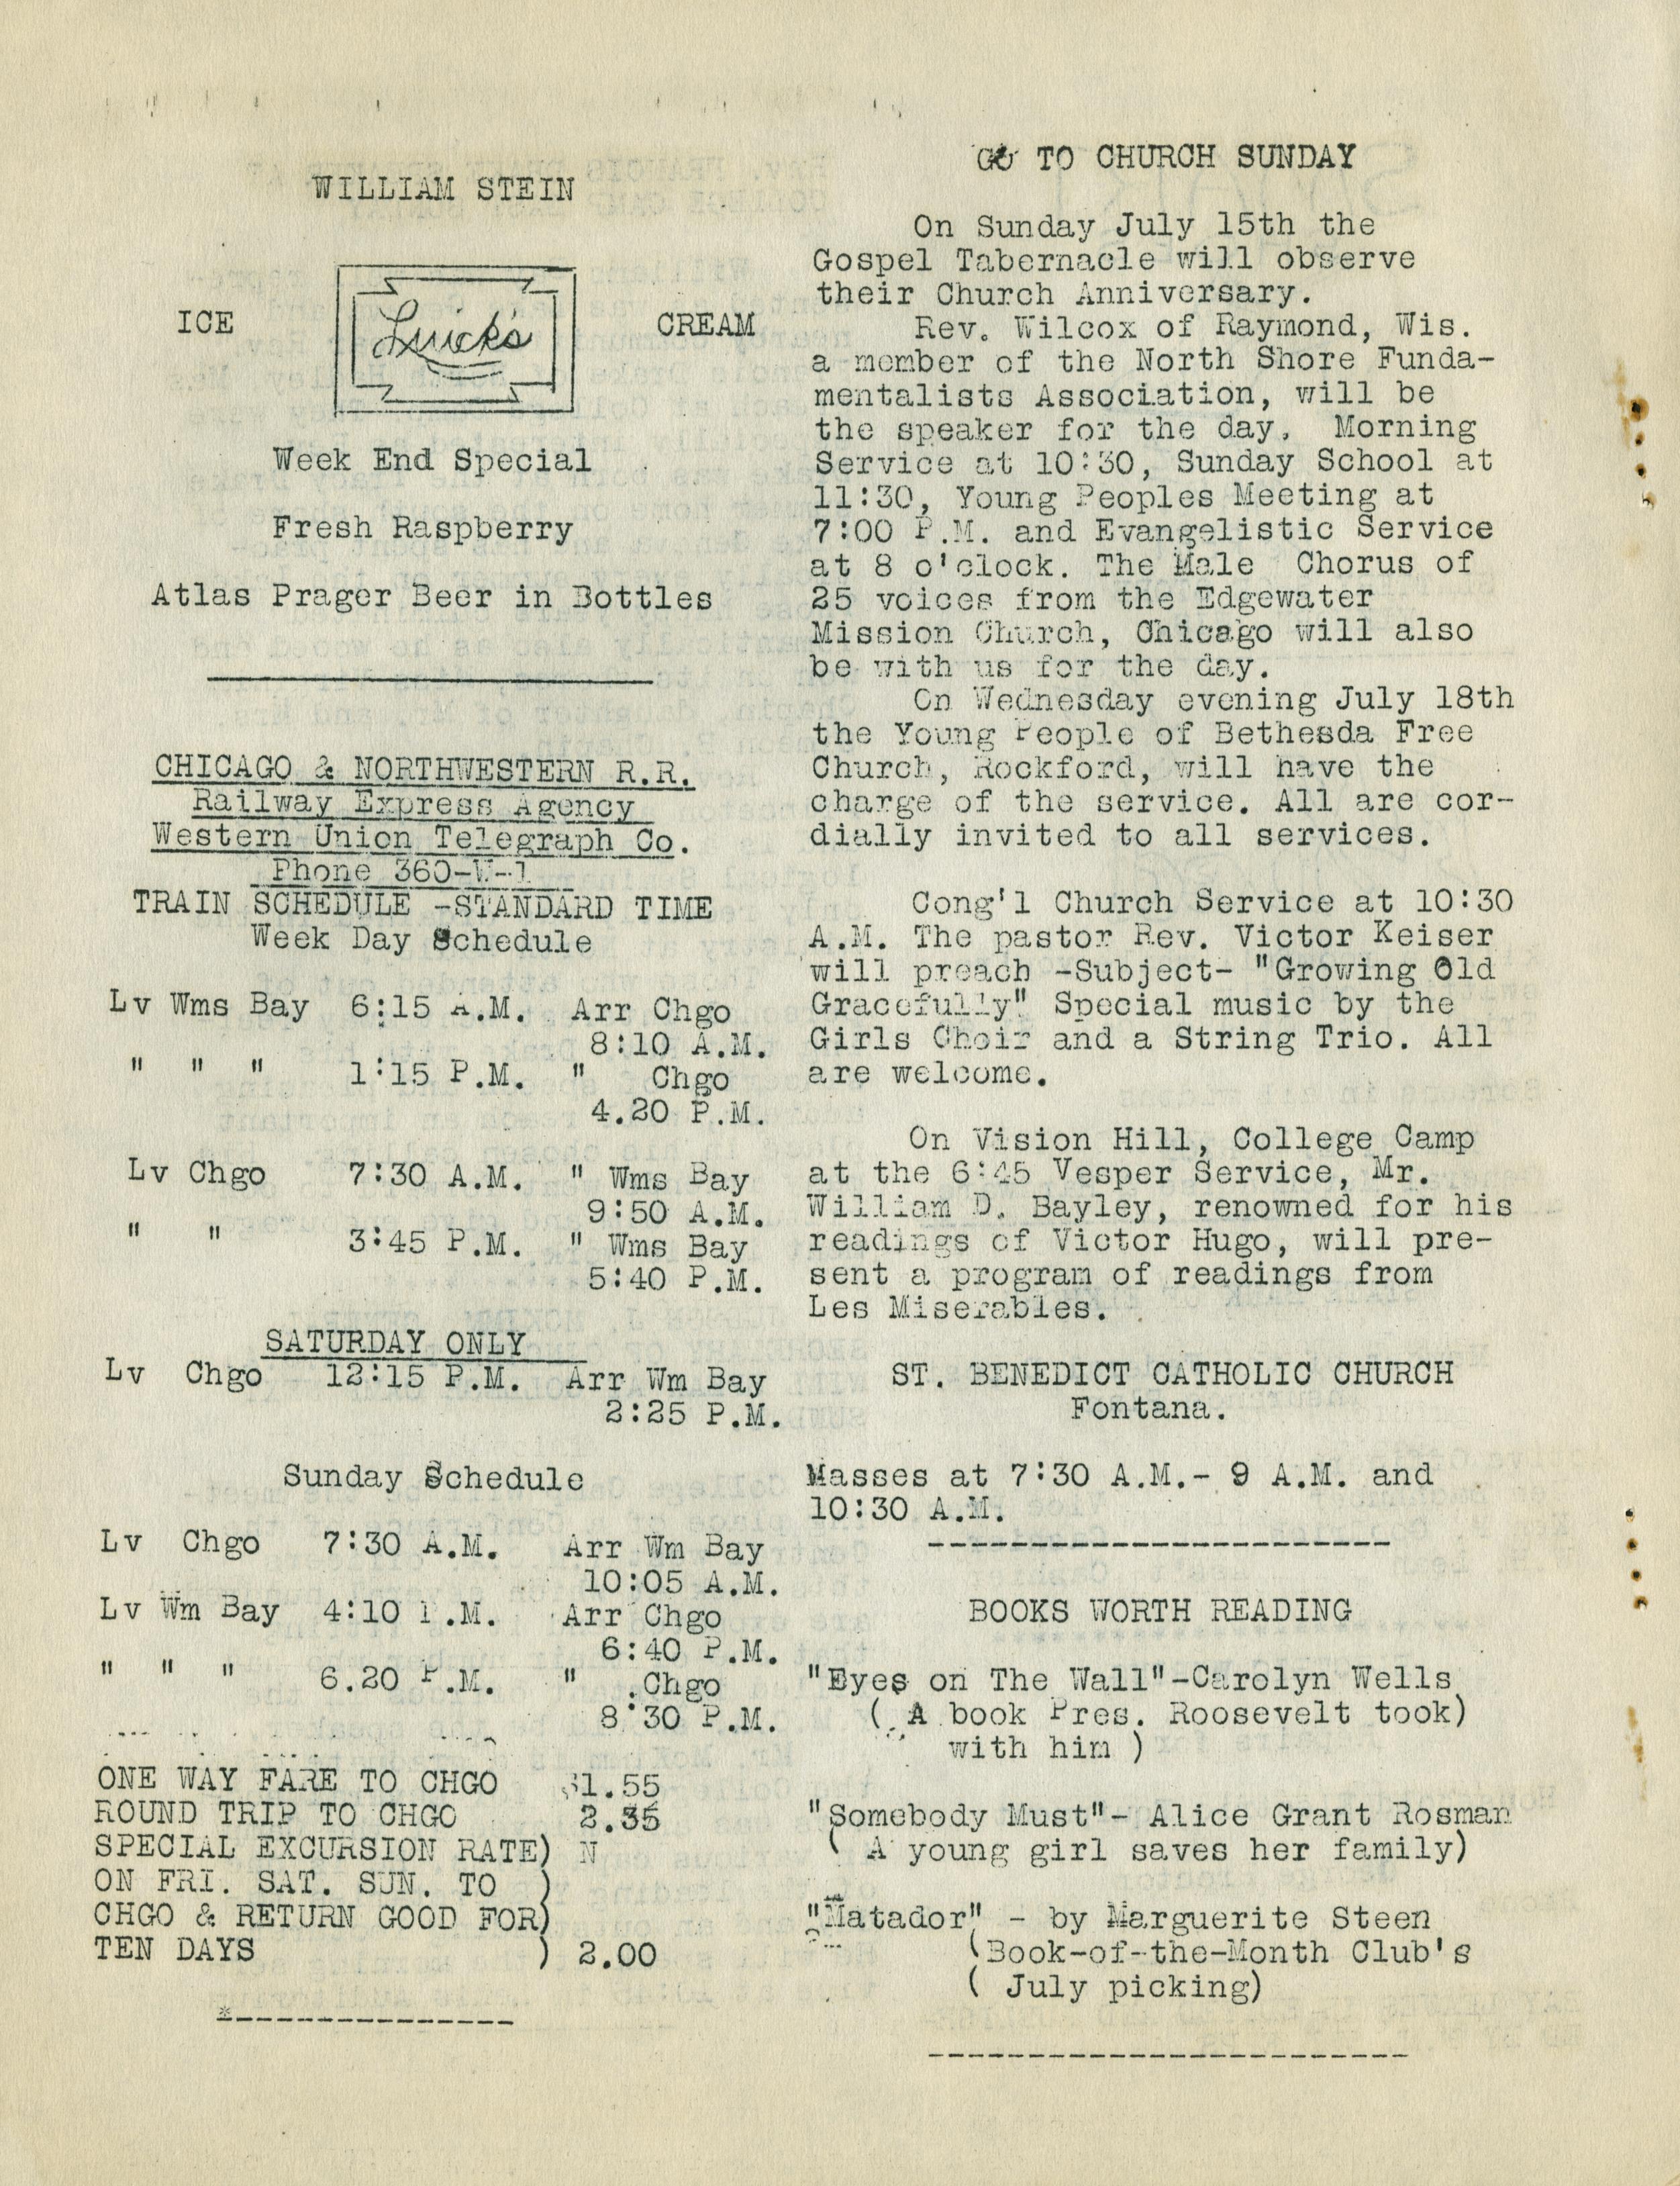 WILLIAM STEIN
ICE Luick's CREAM
Week End Special
Fresh Raspberry
Atlas Prager Beer in Bottles
CHICAGO & NORTHWESTERN R.R.
Railway Express Agency
Western Union Telegraph Co.
Phone 360-W-1
TRAIN SCHEDULE -STANDARD TIME
Week Day Schedule
Lv Wms Bay 6:15 A.M. Arr Chgo
8:10 A.M.
" " " 1:15 P.M. " Chgo
4.20 P.M.
Lv Chgo 7:30 A.M. " Wms Bay
9:50 A.M.
" " 3:45 P.M. " Wms Bay
5:40 P.M.
SATURDAY ONLY
Lv Chgo 12:15 P.M. Arr Wm Bay
2:25 P.M.
Sunday Schedule
Lv Chgo 7:30 A.M. Arr Wm Bay
10:05 A.M.
Lv Wm Bay 4:10 P.M. Arr Chgo
6:40 P.M.
" " " 6.20 P.M. " Chgo
8:30 P.M.
ONE WAY FARE TO CHGO $1.55
ROUND TRIP TO CHGO 2.35
SPECIAL EXCURSION RATE) N
ON FRI. SAT. SUN. TO )
CHGO & RETURN GOOD FOR)
TEN DAYS ) 2.00
*---------------
GO TO CHURCH SUNDAY
On Sunday July 15th the
Gospel Tabernacle will observe
their Church Anniversary.
Rev. Wilcox of Raymond, Wis.
a member of the North Shore Funda-
mentalists Association, will be
the speaker for the day. Morning
Service at 10:30, Sunday School at
11:30, Young Peoples Meeting at
7:00 P.M. and Evangelistic Service
at 8 o'clock. The Male Chorus of
25 voices from the Edgewater
Mission Church, Chicago will also
be with us for the day.
On Wednesday evening July 18th
the Young People of Bethesda Free
Church, Rockford, will have the
charge of the service. All are cor-
dially invited to all services.
Cong'l Church Service at 10:30
A.M. The pastor Rev. Victor Keiser
will preach -Subject- "Growing Old
Gracefully" Special music by the
Girls Choir and a String Trio. All
are welcome.
On Vision Hill, College Camp
at the 6:45 Vesper Service, Mr.
William D. Bayley, renowned for his
readings of Victor Hugo, will pre-
sent a program of readings from
Les Miserables.
ST. BENEDICT CATHOLIC CHURCH
Fontana.
Masses at 7:30 A.M.- 9 A.M. and
10:30 A.M.
-----------------------
BOOKS WORTH READING
"Eyes on The Wall"-Carolyn Wells
( A book Pres. Roosevelt took)
with him )
"Somebody Must"- Alice Grant Rosman
( A young girl saves her family)
"Matador" - by Marguerite Steen
(Book-of-the-Month Club's
( July picking)
------------------------